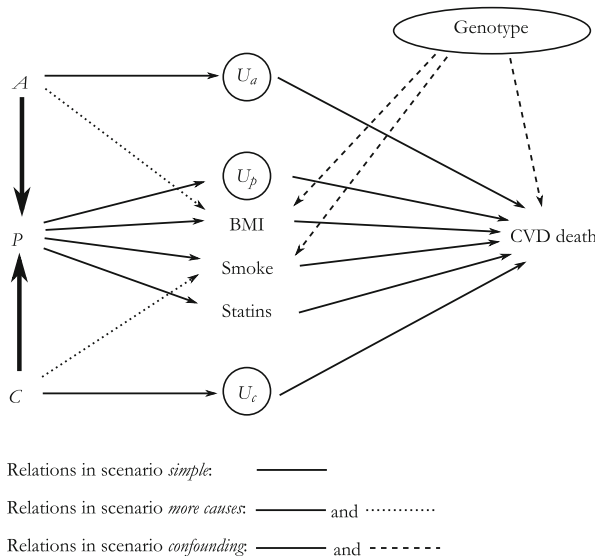 Genotype
A
U_a
U_p
BMI
P
CVD death
Smoke
Statins
C
U_c
Relations in scenario simple:
Relations in scenario more causes: and
Relations in scenario confounding: and